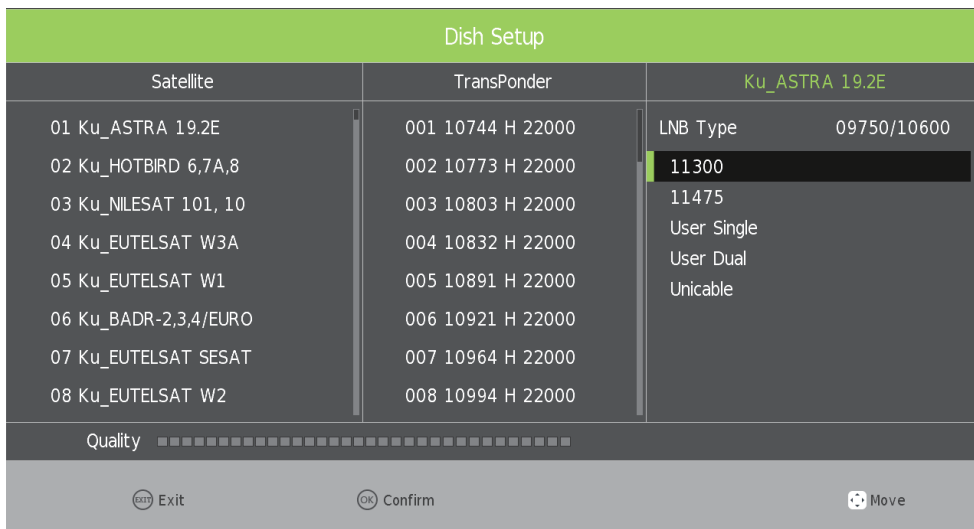 Dish Setup
Satellite
TransPonder
Ku_ASTRA 19.2E
01 Ku_ASTRA 19.2E
02 Ku_HOTBIRD 6,7A,8
03 Ku_NILESAT 101, 10
04 Ku_EUTELSAT W3A
05 Ku_EUTELSAT W1
06 Ku_BADR-2,3,4/EURO
07 Ku_EUTELSAT SESAT
08 Ku_EUTELSAT W2
001 10744 H 22000
002 10773 H 22000
003 10803 H 22000
004 10832 H 22000
005 10891 H 22000
006 10921 H 22000
007 10964 H 22000
008 10994 H 22000
LNB Type 09750/10600
11300
11475
User Single
User Dual
Unicable
Quality
EXIT Exit
OK Confirm
Move